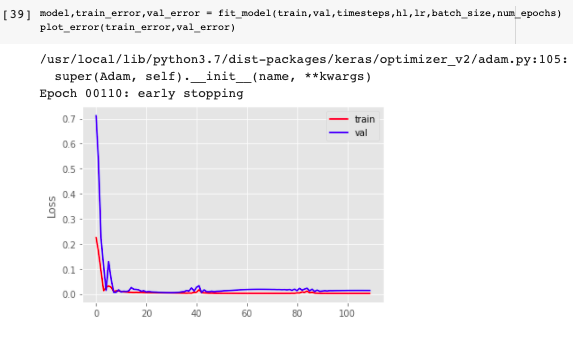 [39] model,train_error,val_error = fit_model(train,val,timesteps,hl,lr,batch_size,num_epochs)
plot_error(train_error,val_error)
/usr/local/lib/python3.7/dist-packages/keras/optimizer_v2/adam.py:105:
super(Adam, self).__init__(name, **kwargs)
Epoch 00110: early stopping
train
val
Loss
0.7
0.6
0.5
0.4
0.3
0.2
0.1
0.0
0 20 40 60 80 100